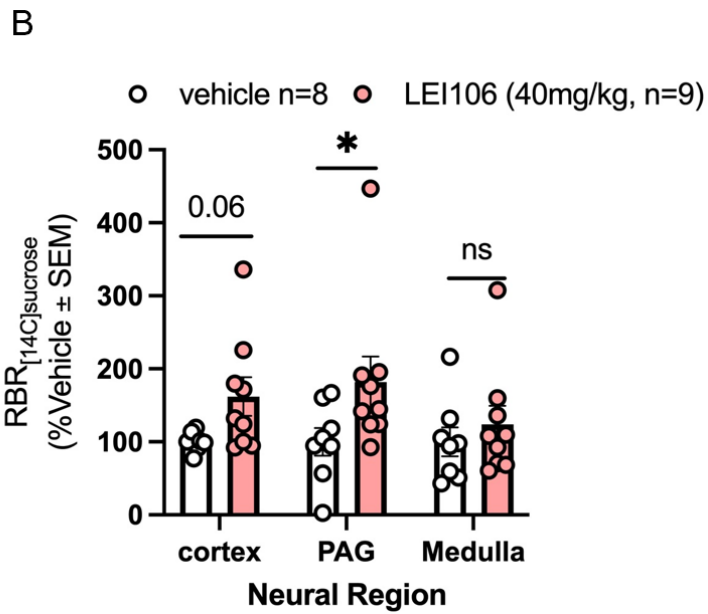 B
vehicle n=8 LEI106 (40mg/kg, n=9)
RBR[14C]sucrose
(%Vehicle ± SEM)
500
400
300
200
100
0
0.06
*
ns
cortex PAG Medulla
Neural Region